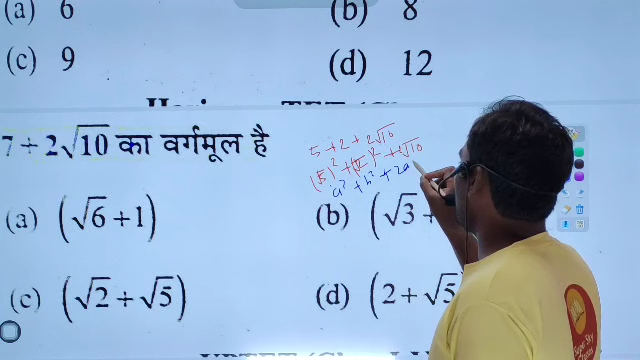 (a) 6 (b) 8
(c) 9 (d) 12
7 + 2√10 का वर्गमूल है
5 + 2 + 2√10
(√5)² + (√2)² + 2√10
a² + b² + 2a
(a) (√6 + 1) (b) (√3 +
(c) (√2 + √5) (d) (2 + √5